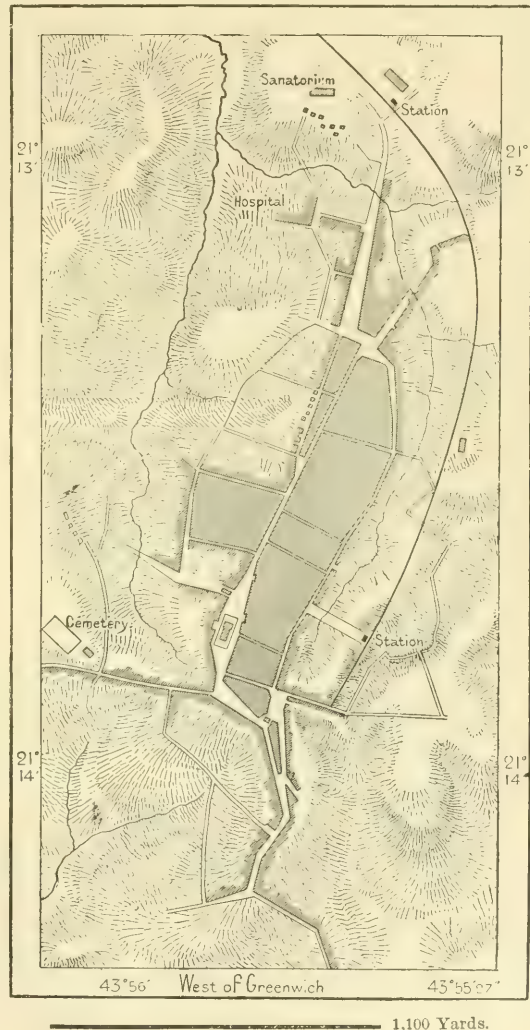 Sanatorium
Station
21° 21°
13' 13'
Hospital
Cemetery
Station
21° 21°
14' 14'
43°56' West of Greenwich 43°55'
1,100 Yards.